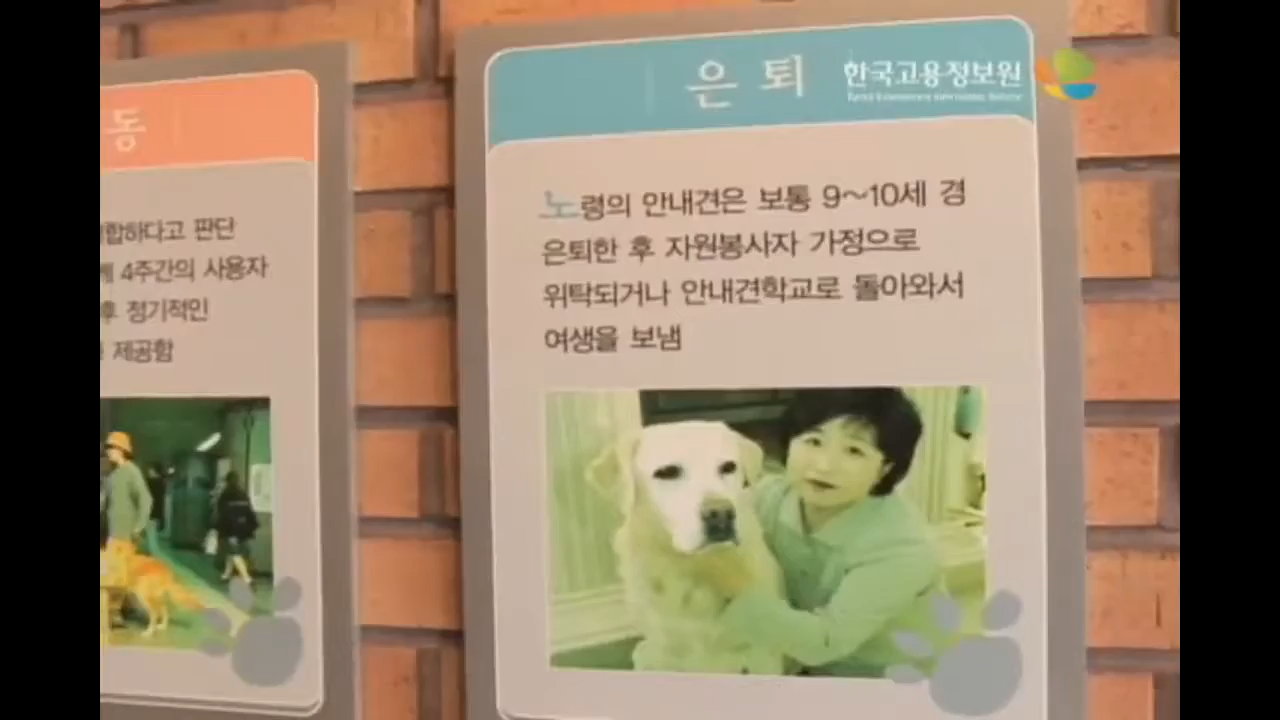 동
합하다고 판단
4주간의 사용자
후 정기적인
제공함
은퇴
노령의 안내견은 보통 9~10세 경
은퇴한 후 자원봉사자 가정으로
위탁되거나 안내견학교로 돌아와서
여생을 보냄
한국고용정보원